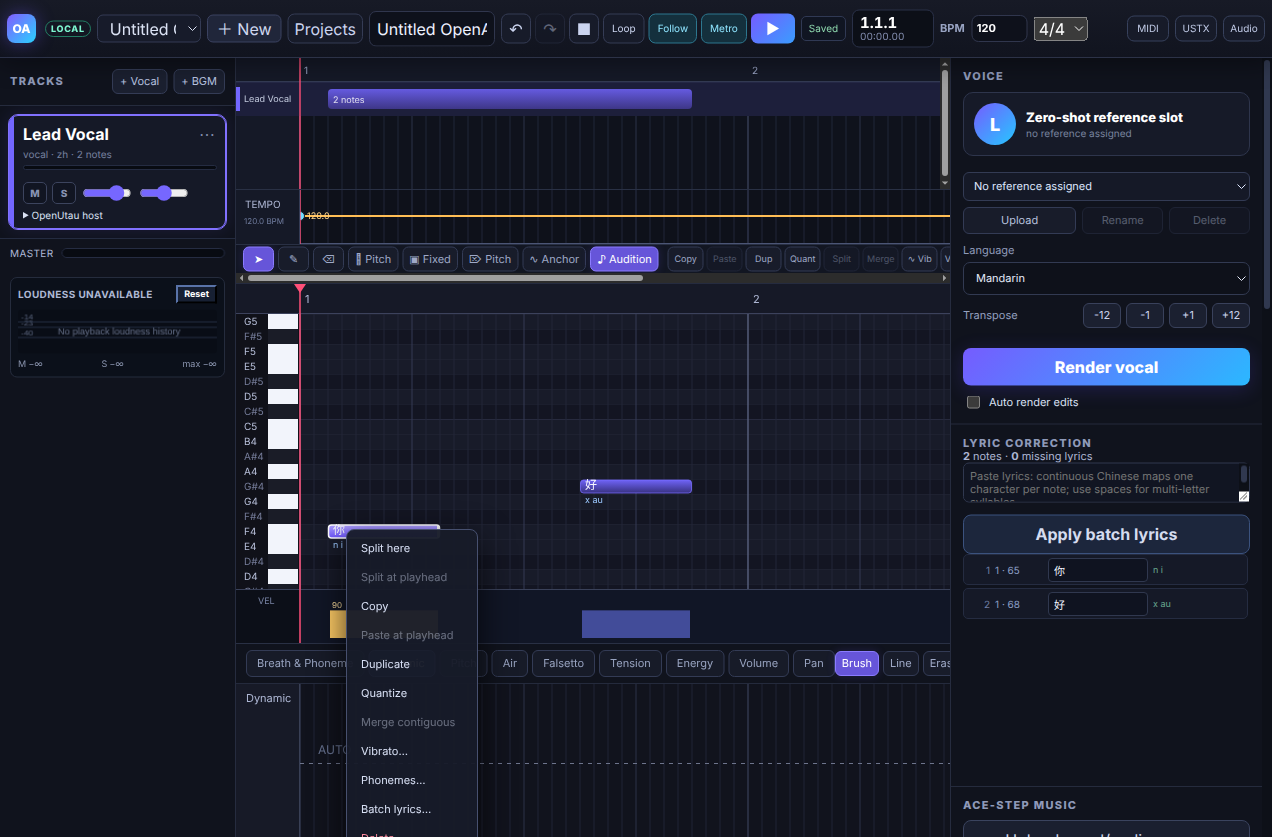 OA LOCAL Untitled ( + New Projects Untitled OpenA Loop Follow Metro Saved 1.1.1 BPM 120 4/4 MIDI USTX Audio
00:00.00
TRACKS + Vocal + BGM
Lead Vocal ...
vocal · zh · 2 notes
M S
OpenUtau host
MASTER
LOUDNESS UNAVAILABLE Reset
-14
-23
-40
No playback loudness history
M –∞ S –∞ max –∞
1 2
Lead Vocal 2 notes
TEMPO
120.0 BPM
120.0
Pitch Fixed Pitch Anchor Audition Copy Paste Dup Quant Split Merge Vib
1 2
G5
F#5
F5
E5
D#5
D5
C#5
C5
B4
A#4
A4
G#4 好
x au
G4
F#4
F4 你
E4 n i
D#4
D4
VEL
90
Split here
Split at playhead
Copy
Paste at playhead
Duplicate
Quantize
Merge contiguous
Vibrato...
Phonemes...
Batch lyrics...
Delete
Breath & Phonem Air Falsetto Tension Energy Volume Pan Brush Line Eras
Dynamic
AUTO
VOICE
L Zero-shot reference slot
no reference assigned
No reference assigned
Upload Rename Delete
Language
Mandarin
Transpose -12 -1 +1 +12
Render vocal
Auto render edits
LYRIC CORRECTION
2 notes · 0 missing lyrics
Paste lyrics: continuous Chinese maps one
character per note; use spaces for multi-letter
Apply batch lyrics
1 1 · 65 你 n i
2 1 · 68 好 x au
ACE-STEP MUSIC